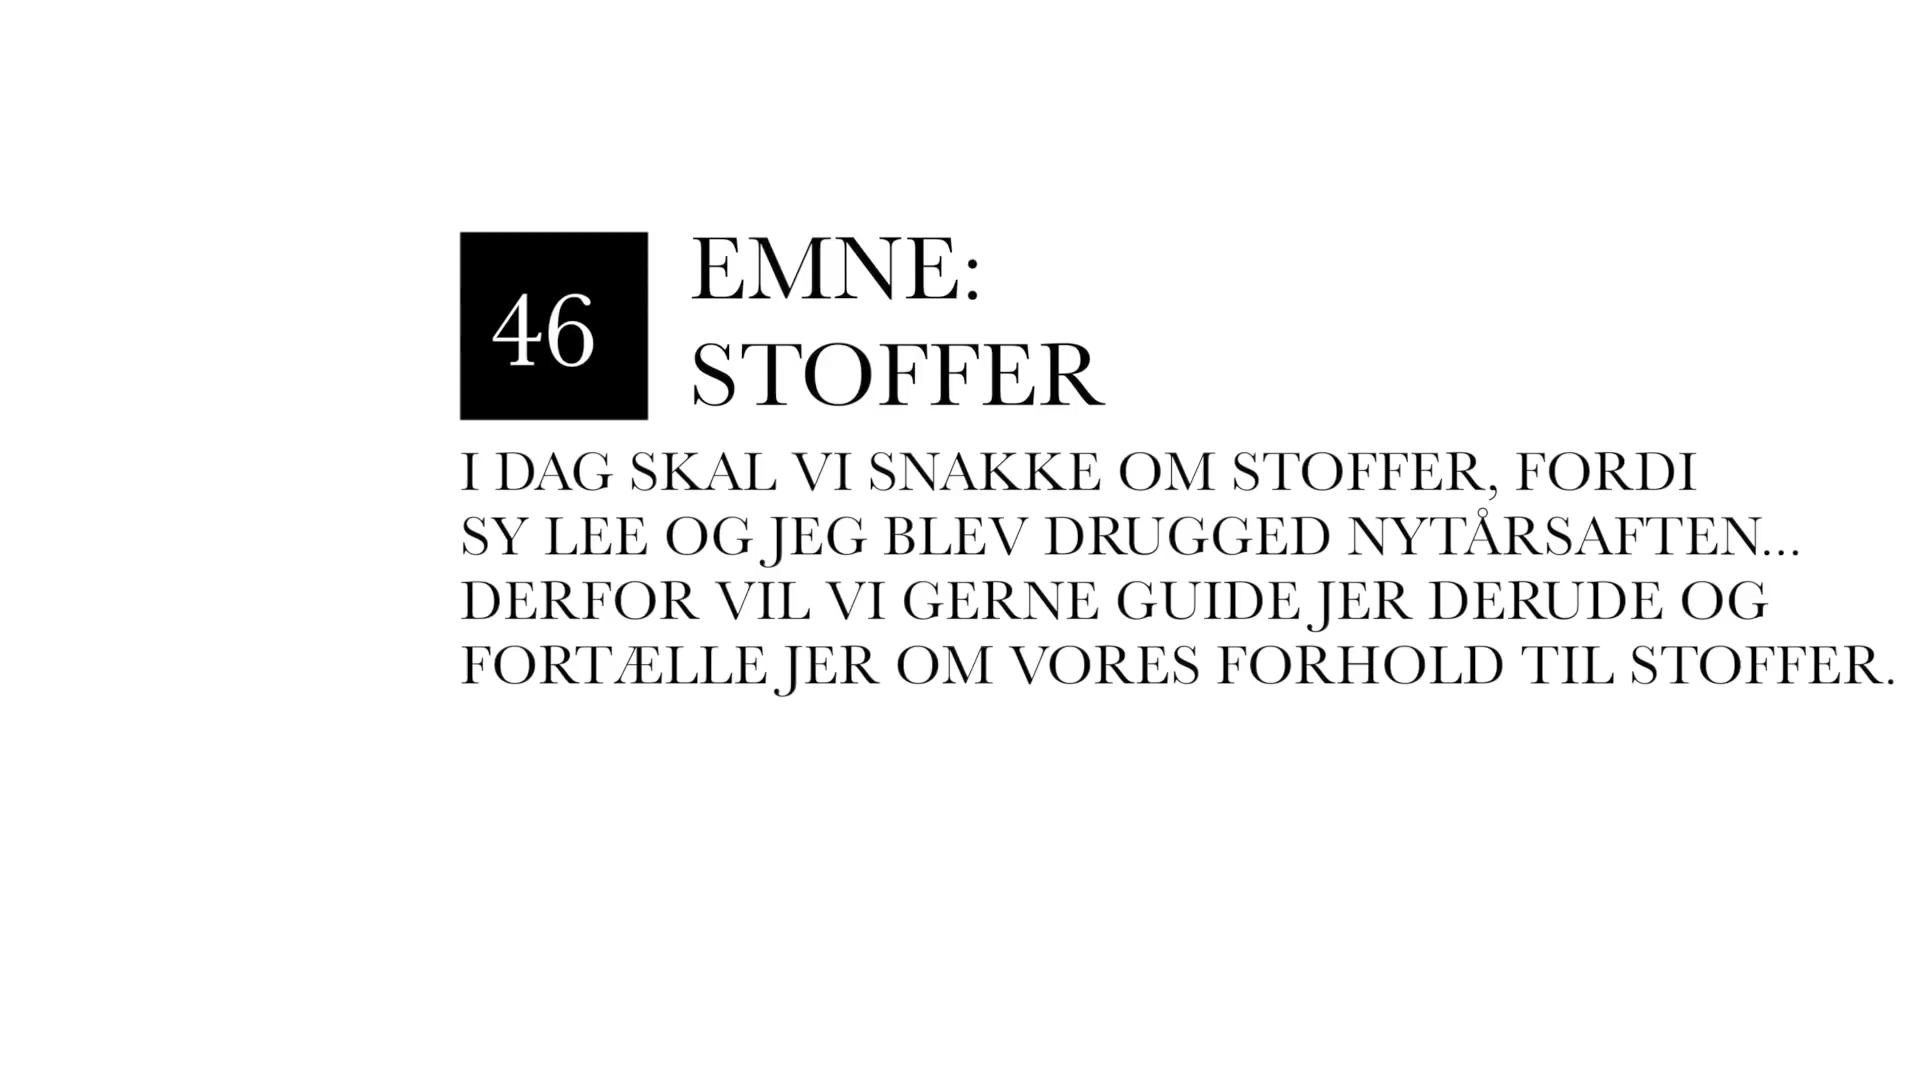 46
EMNE:
STOFFER
I DAG SKAL VI SNAKKE OM STOFFER, FORDI
SY LEE OG JEG BLEV DRUGGED NYTÅRSAFTEN...
DERFOR VIL VI GERNE GUIDE JER DERUDE OG
FORTÆLLE JER OM VORES FORHOLD TIL STOFFER.